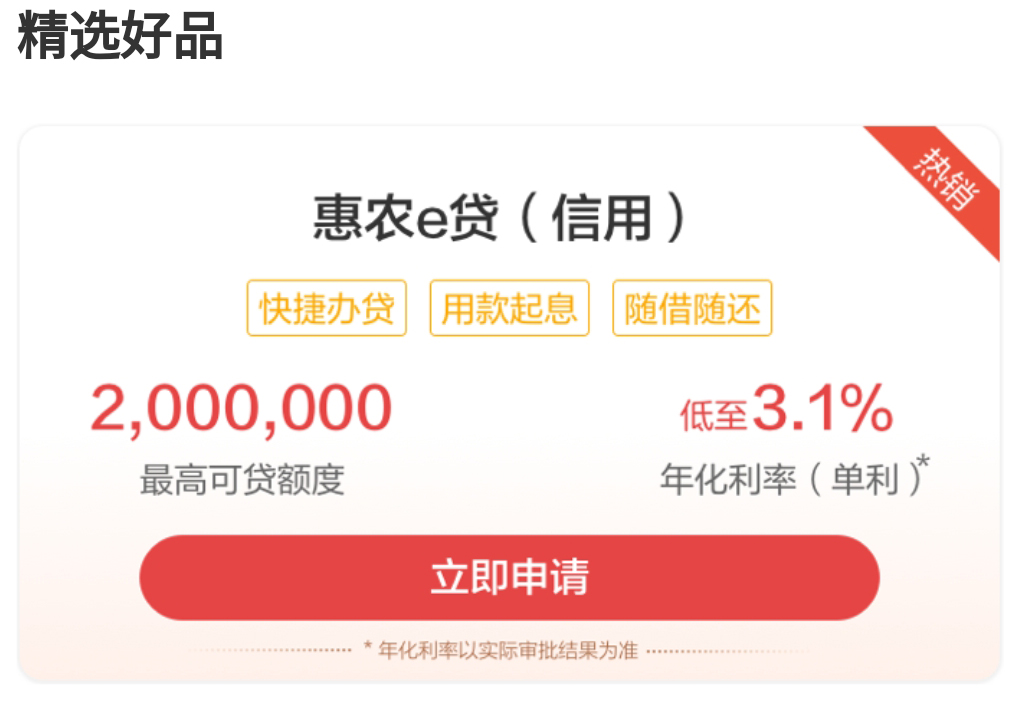 精选好品
热销
惠农e贷（信用）
快捷办贷 用款起息 随借随还
2,000,000 低至3.1%
最高可贷额度 年化利率（单利）*
立即申请
* 年化利率以实际审批结果为准